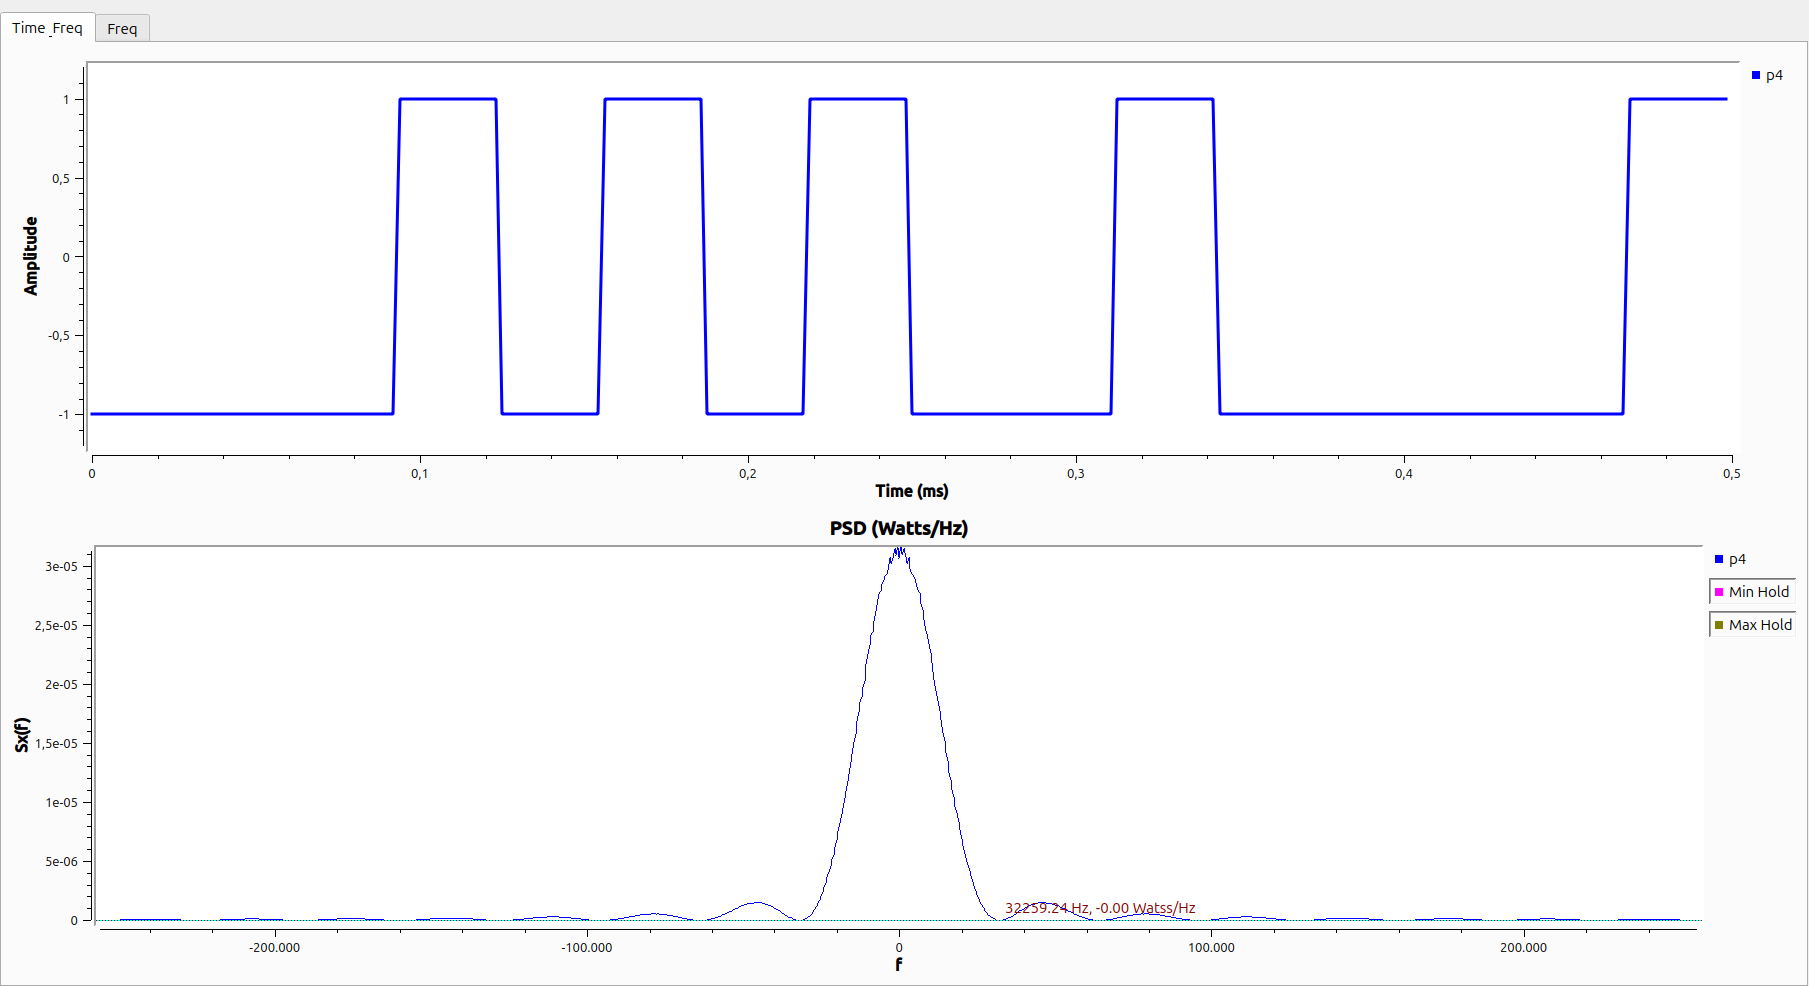 Time_Freq Freq
p4
1
0,5
0
-0,5
-1
Amplitude
0 0,1 0,2 0,3 0,4 0,5
Time (ms)
PSD (Watts/Hz)
p4
Min Hold
Max Hold
3e-05
2,5e-05
2e-05
1,5e-05
1e-05
5e-06
0
Sx(f)
32259.24 Hz, -0.00 Watss/Hz
-200.000 -100.000 0 100.000 200.000
f